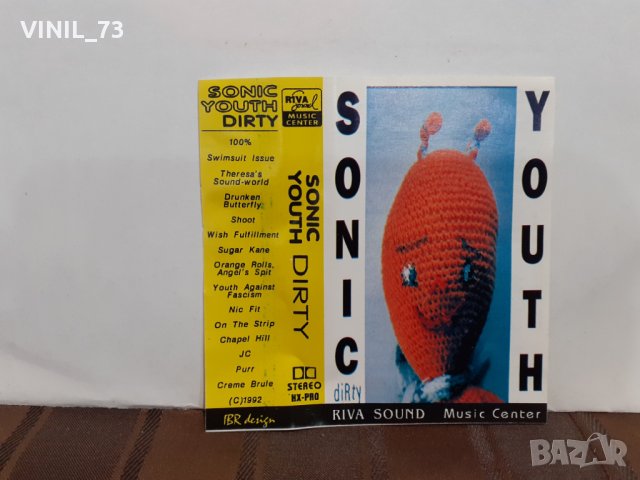 VINIL_73
SONIC
YOUTH
DIRTY
100%
Swimsuit Issue
Theresa's
Sound-world
Drunken
Butterfly
Shoot
Wish Fulfillment
Sugar Kane
Orange Rolls,
Angel's Spit
Youth Against
Fascism
Nic Fit
On The Strip
Chapel Hill
JC
Purr
Creme Brule
(C)1992
IBR design
RIVA
Sound
MUSIC
CENTER
SONIC
YOUTH DIRTY
STEREO
HX-PRO
SONIC
YOUTH
diRty
RIVA SOUND Music Center
BAZAR